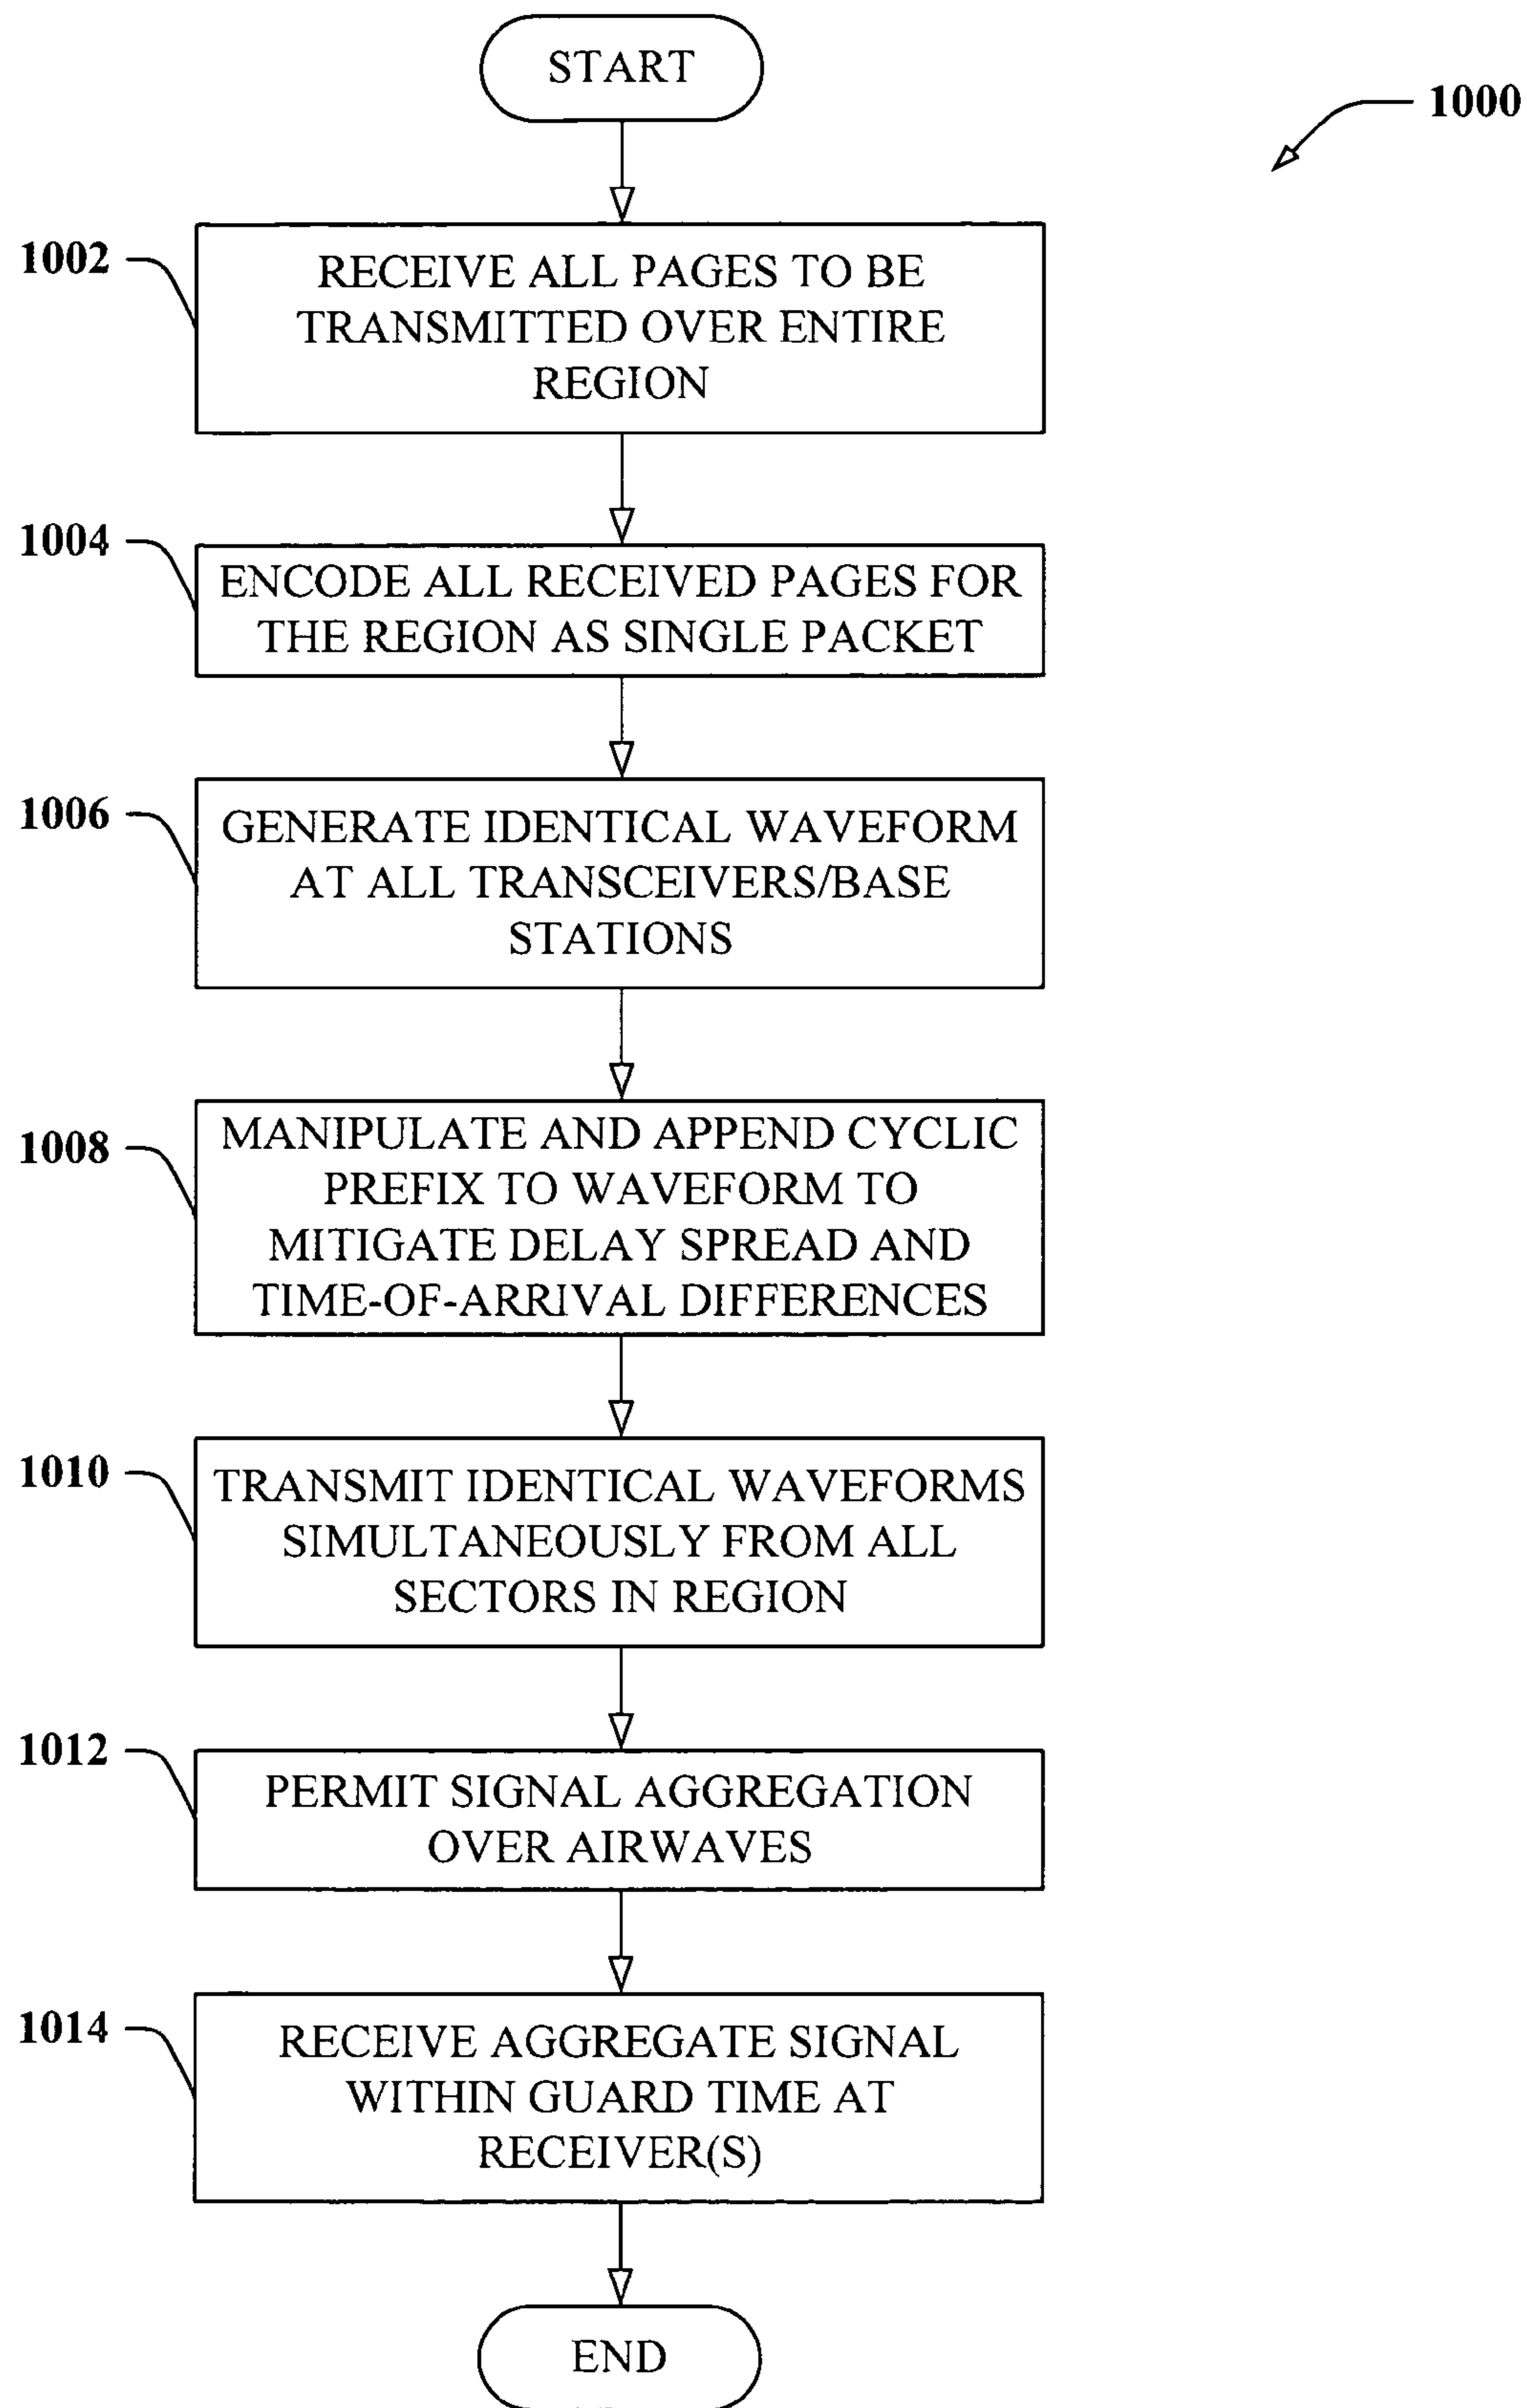 START
1000
1002
RECEIVE ALL PAGES TO BE
TRANSMITTED OVER ENTIRE
REGION
1004
ENCODE ALL RECEIVED PAGES FOR
THE REGION AS SINGLE PACKET
1006
GENERATE IDENTICAL WAVEFORM
AT ALL TRANSCEIVERS/BASE
STATIONS
1008
MANIPULATE AND APPEND CYCLIC
PREFIX TO WAVEFORM TO
MITIGATE DELAY SPREAD AND
TIME-OF-ARRIVAL DIFFERENCES
1010
TRANSMIT IDENTICAL WAVEFORMS
SIMULTANEOUSLY FROM ALL
SECTORS IN REGION
1012
PERMIT SIGNAL AGGREGATION
OVER AIRWAVES
1014
RECEIVE AGGREGATE SIGNAL
WITHIN GUARD TIME AT
RECEIVER(S)
END